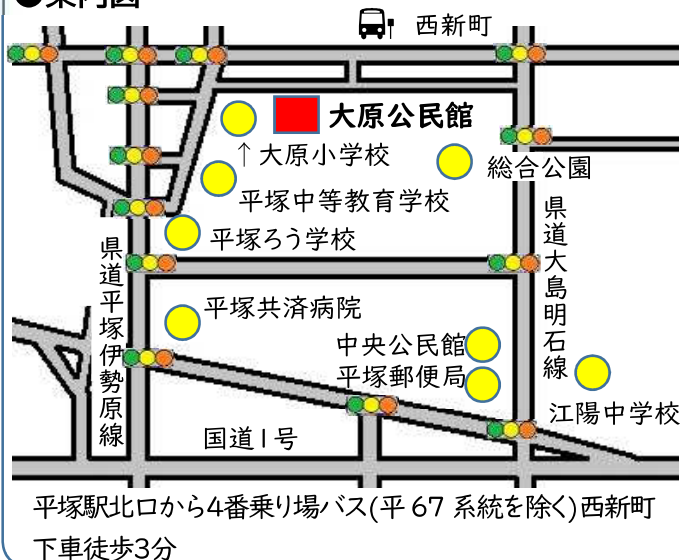 ●案内図
西新町
大原公民館
↑大原小学校
総合公園
平塚中等教育学校
平塚ろう学校
県道大島明石線
県道平塚伊勢原線
平塚共済病院
中央公民館
平塚郵便局
江陽中学校
国道1号
平塚駅北口から4番乗り場バス(平67系統を除く)西新町
下車徒歩3分